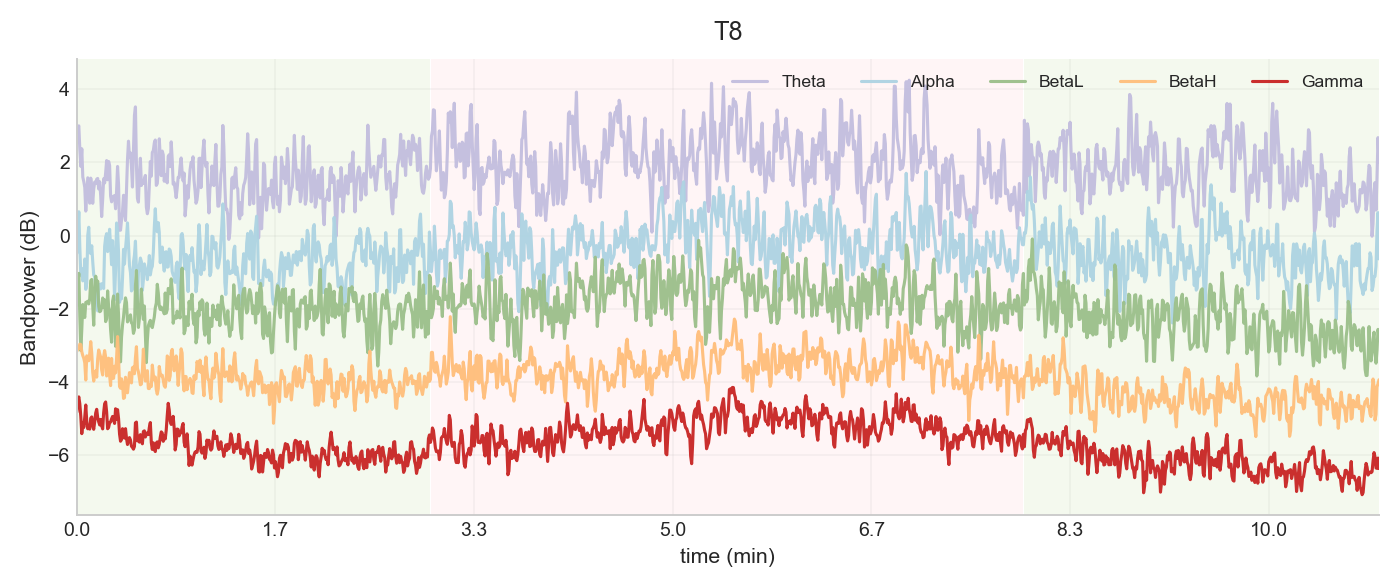 T8
Theta Alpha BetaL BetaH Gamma
Bandpower (dB)
4
2
0
−2
−4
−6
0.0 1.7 3.3 5.0 6.7 8.3 10.0
time (min)